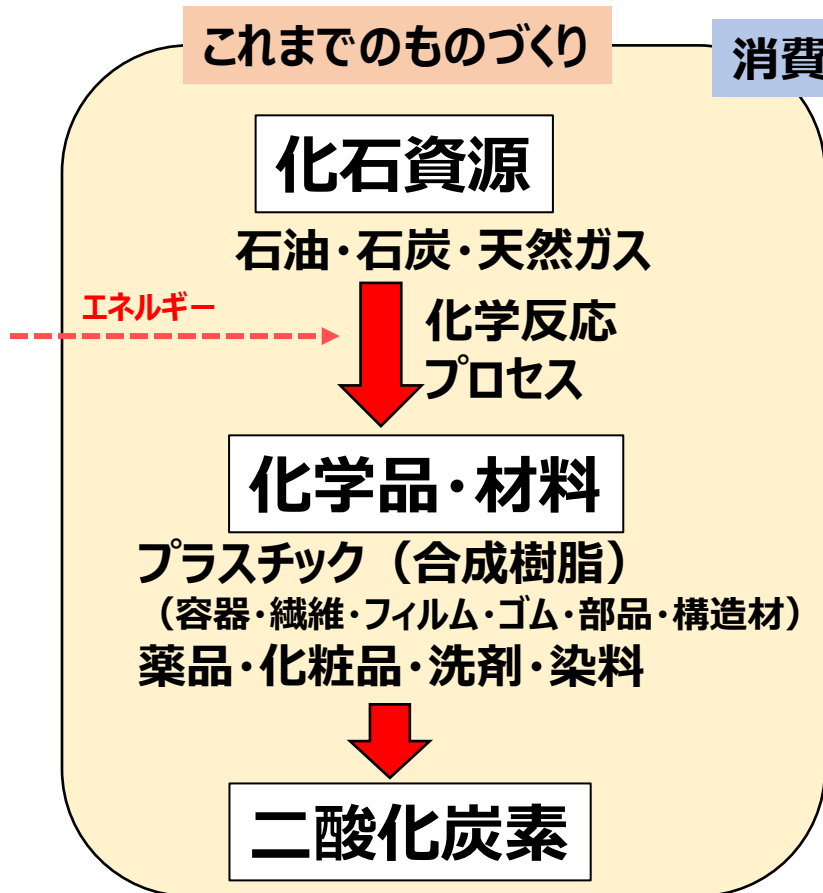 これまでのものづくり
消費
化石資源
石油・石炭・天然ガス
エネルギー
化学反応
プロセス
化学品・材料
プラスチック（合成樹脂）
（容器・繊維・フィルム・ゴム・部品・構造材）
薬品・化粧品・洗剤・染料
二酸化炭素